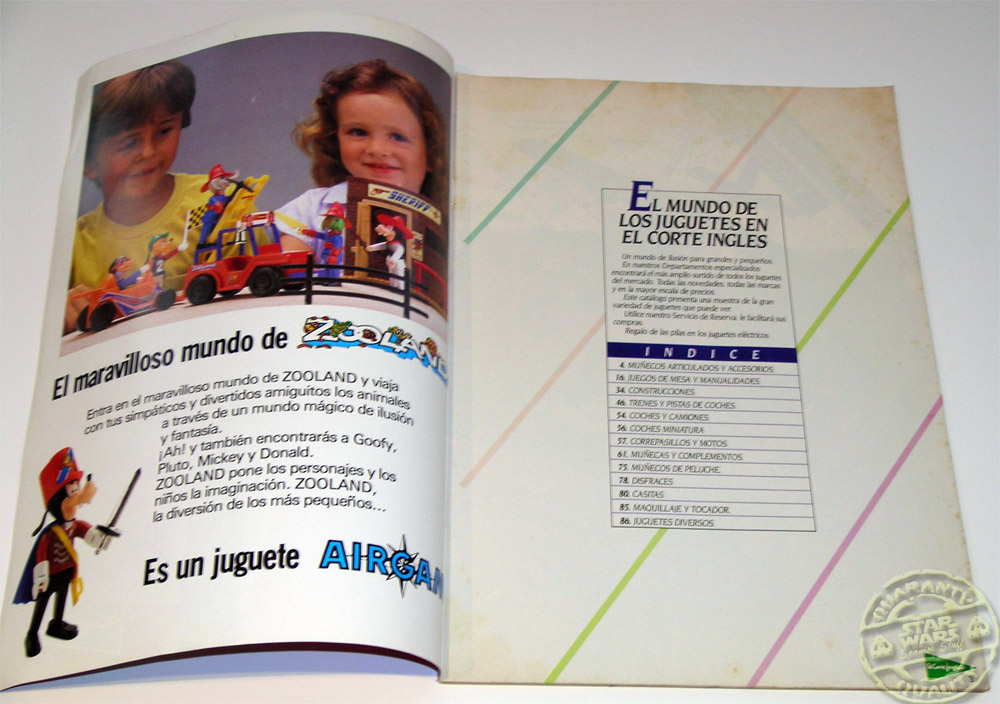 SHERIFF
El maravilloso mundo de ZOOLAND
Entra en el maravilloso mundo de ZOOLAND y viaja
con tus simpáticos y divertidos amiguitos los animales
a través de un mundo mágico de ilusión
y fantasía.
¡Ah! y también encontrarás a Goofy,
Pluto, Mickey y Donald.
ZOOLAND pone los personajes y los
niños la imaginación. ZOOLAND,
la diversión de los más pequeños...
Es un juguete AIRGAM
EL MUNDO DE
LOS JUGUETES EN
EL CORTE INGLES
Un mundo de ilusión para grandes y pequeños.
En nuestros Departamentos especializados
encontrará el más amplio surtido de todos los juguetes
del mercado. Todas las novedades, todas las marcas
y en la mayor escala de precios.
Este catálogo presenta una muestra de la gran
variedad de juguetes que puede ver.
Utilice nuestro Servicio de Reserva, le facilitará sus
compras.
Regalo de las pilas en los juguetes eléctricos.
INDICE
4. MUÑECOS ARTICULADOS Y ACCESORIOS.
16. JUEGOS DE MESA Y MANUALIDADES.
34. CONSTRUCCIONES.
46. TRENES Y PISTAS DE COCHES.
54. COCHES Y CAMIONES.
56. COCHES MINIATURA.
57. CORREPASILLOS Y MOTOS.
61. MUÑECAS Y COMPLEMENTOS.
75. MUÑECOS DE PELUCHE.
78. DISFRACES.
80. CASITAS.
85. MAQUILLAJE Y TOCADOR.
86. JUGUETES DIVERSOS.
STAR
WARS
Spanish Stuff
QUALITY
El Corte Inglés
3